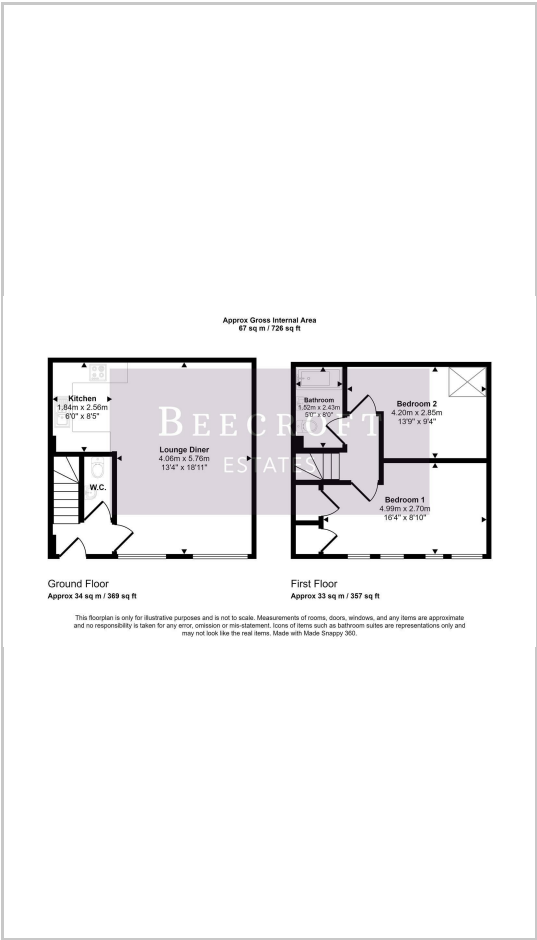 Approx Gross Internal Area
67 sq m / 726 sq ft
Kitchen
1.84m x 2.56m
6'0" x 8'5"
Lounge Diner
4.06m x 5.76m
13'4" x 18'11"
W.C.
Bathroom
1.52m x 2.43m
5'0" x 8'0"
Bedroom 2
4.20m x 2.85m
13'9" x 9'4"
Bedroom 1
4.99m x 2.70m
16'4" x 8'10"
BEECROFT
ESTATES
Ground Floor
Approx 34 sq m / 369 sq ft
First Floor
Approx 33 sq m / 357 sq ft
This floorplan is only for illustrative purposes and is not to scale. Measurements of rooms, doors, windows, and any items are approximate
and no responsibility is taken for any error, omission or mis-statement. Icons of items such as bathroom suites are representations only and
may not look like the real items. Made with Made Snappy 360.